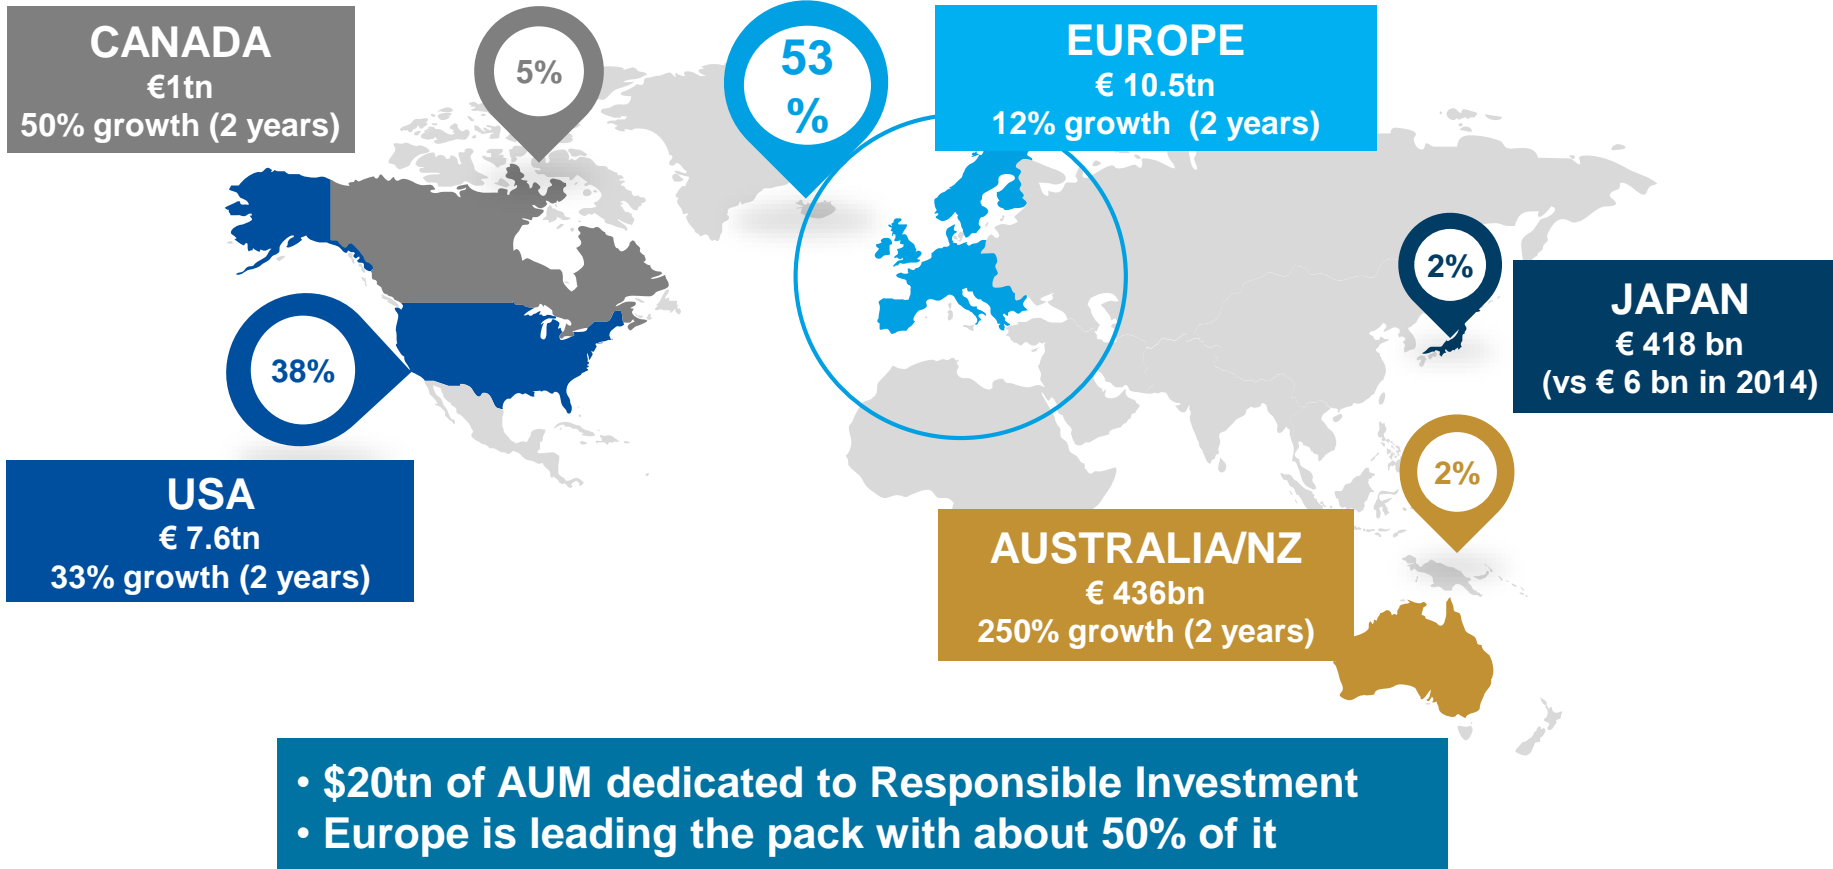 CANADA
€1tn
50% growth (2 years)
5%
53
%
EUROPE
€ 10.5tn
12% growth  (2 years)
38%
USA
€ 7.6tn
33% growth (2 years)
2%
JAPAN
€ 418 bn
(vs € 6 bn in 2014)
2%
AUSTRALIA/NZ
€ 436bn
250% growth (2 years)
• $20tn of AUM dedicated to Responsible Investment
• Europe is leading the pack with about 50% of it